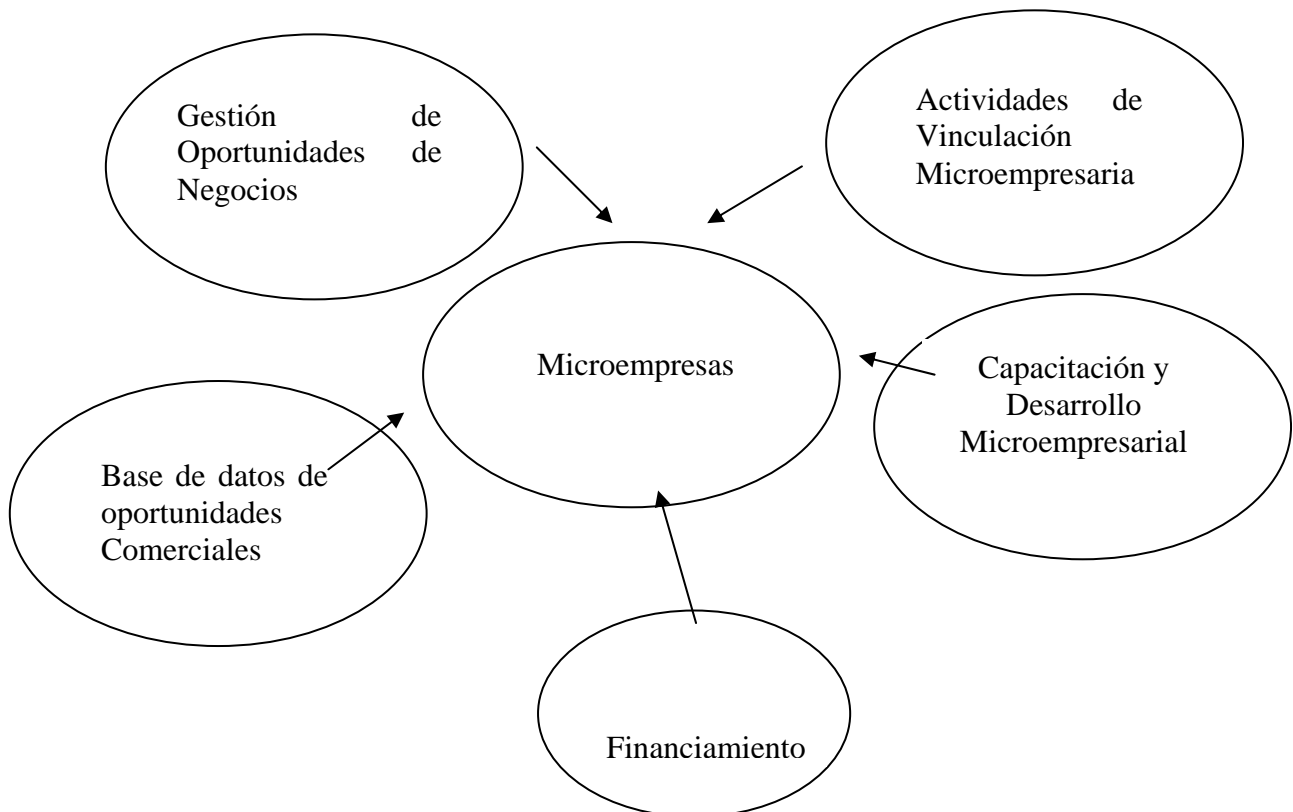 Gestión de
Oportunidades de
Negocios
Actividades de
Vinculación
Microempresaria
Microempresas
Capacitación y
Desarrollo
Microempresarial
Base de datos de
oportunidades
Comerciales
Financiamiento